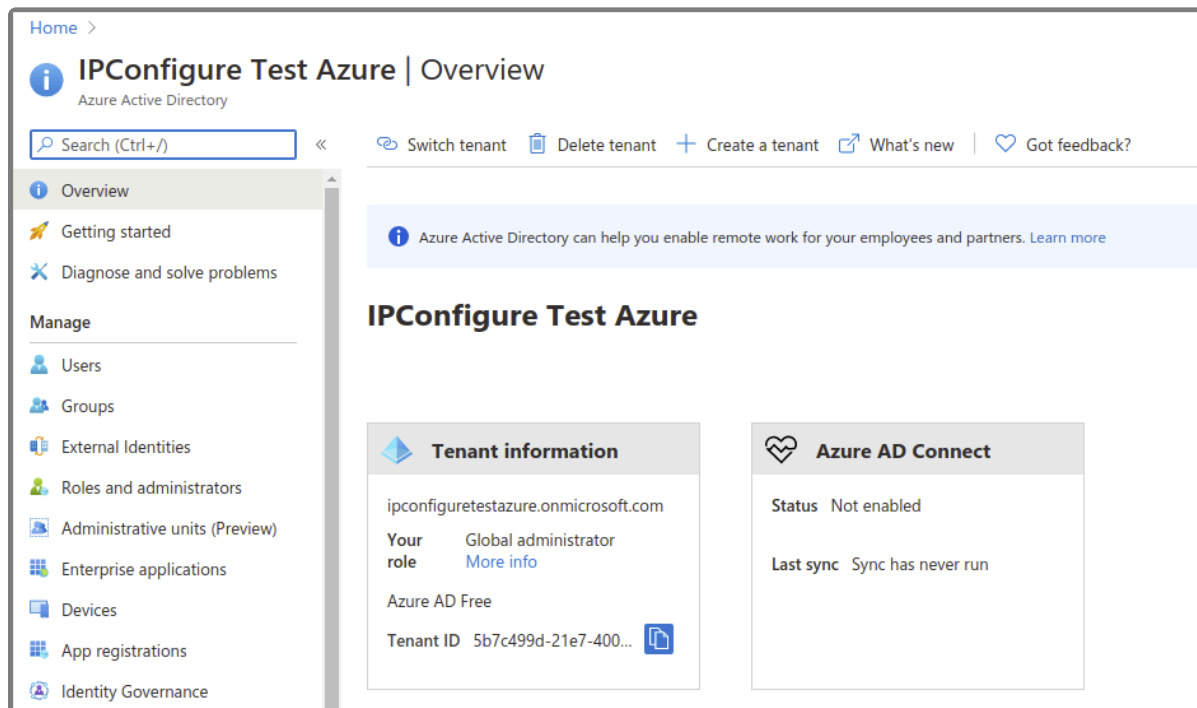 Home >
IPConfigure Test Azure | Overview
Azure Active Directory
Search (Ctrl+/)
«
Switch tenant
Delete tenant
Create a tenant
What's new
Got feedback?
Overview
Getting started
Diagnose and solve problems
Manage
Users
Groups
External Identities
Roles and administrators
Administrative units (Preview)
Enterprise applications
Devices
App registrations
Identity Governance
Azure Active Directory can help you enable remote work for your employees and partners. Learn more
IPConfigure Test Azure
Tenant information
ipconfiguretestazure.onmicrosoft.com
Your role
Global administrator
More info
Azure AD Free
Tenant ID 5b7c499d-21e7-400...
Azure AD Connect
Status Not enabled
Last sync Sync has never run